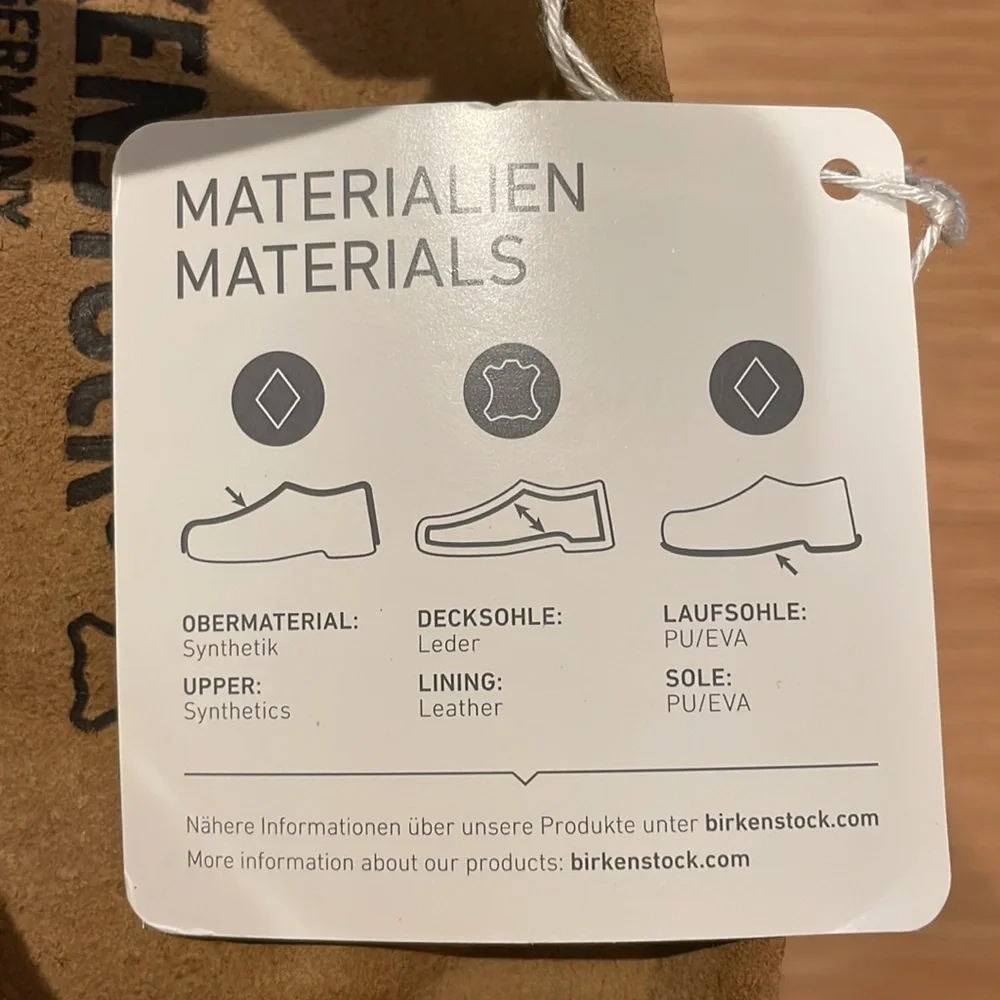 MATERIALIEN
MATERIALS
OBERMATERIAL:
Synthetik
UPPER:
Synthetics
DECKSOHLE:
Leder
LINING:
Leather
LAUFSOHLE:
PU/EVA
SOLE:
PU/EVA
Nähere Informationen über unsere Produkte unter birkenstock.com
More information about our products: birkenstock.com